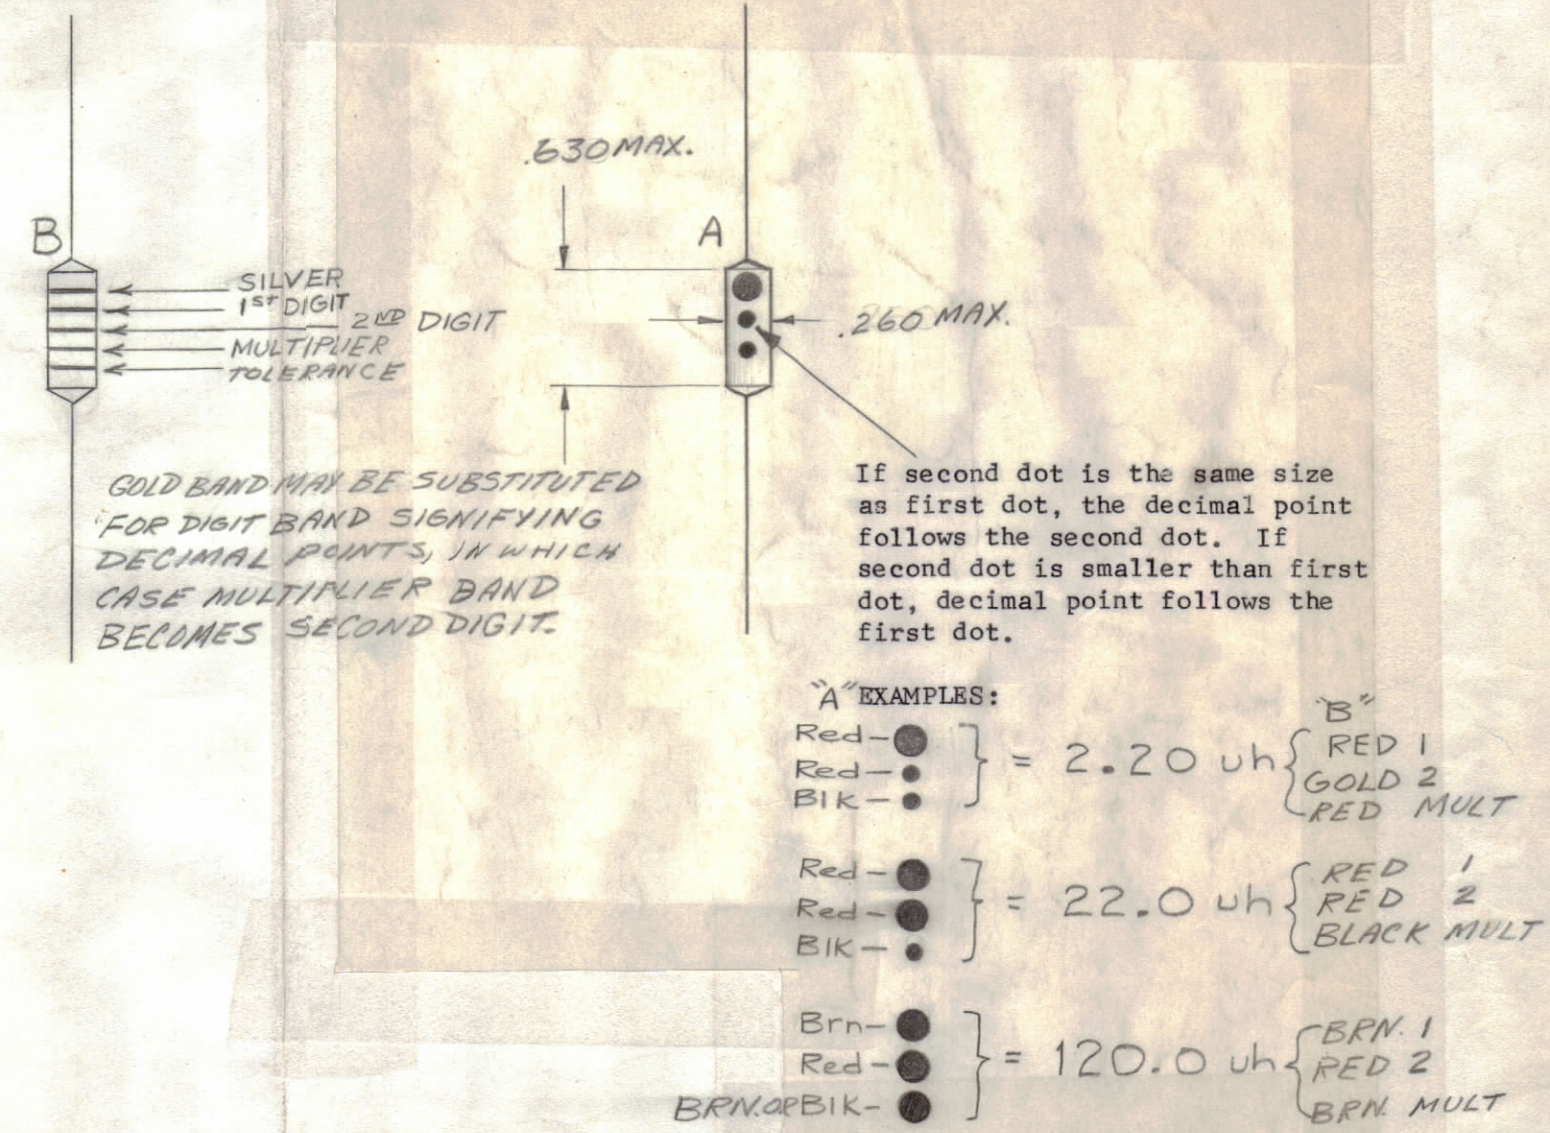 .630 MAX.
B
A
SILVER
1ST DIGIT
2ND DIGIT
MULTIPLIER
TOLERANCE
.260 MAX.
GOLD BAND MAY BE SUBSTITUTED
FOR DIGIT BAND SIGNIFYING
DECIMAL POINTS, IN WHICH
CASE MULTIPLIER BAND
BECOMES SECOND DIGIT.
If second dot is the same size
as first dot, the decimal point
follows the second dot. If
second dot is smaller than first
dot, decimal point follows the
first dot.
"A" EXAMPLES:
"B"
Red-
Red-
Blk-
= 2.20 uh
RED 1
GOLD 2
RED MULT
Red-
Red-
Blk-
= 22.0 uh
RED 1
RED 2
BLACK MULT
Brn-
Red-
BRN.OR Blk-
= 120.0 uh
BRN. 1
RED 2
BRN. MULT